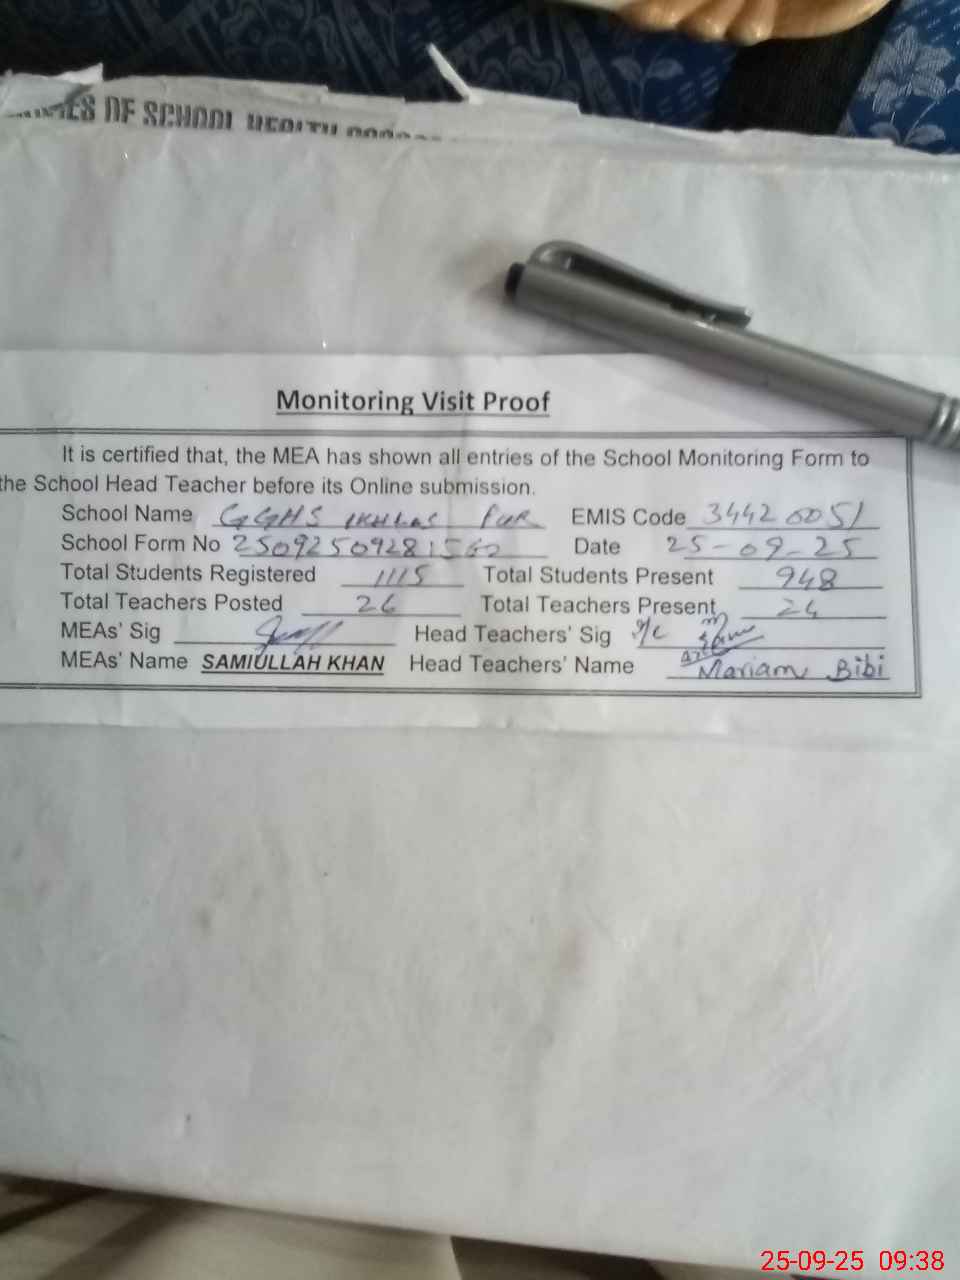 OF SCHOOL HEALTH
Monitoring Visit Proof
It is certified that, the MEA has shown all entries of the School Monitoring Form to
the School Head Teacher before its Online submission.
School Name GGHS IKHLAS PUR EMIS Code 34420051
School Form No Date 25-09-25
Total Students Registered 1115 Total Students Present 948
Total Teachers Posted 26 Total Teachers Present 24
MEAs' Sig Head Teachers' Sig
MEAs' Name SAMIULLAH KHAN Head Teachers' Name Mariam Bibi
25-09-25 09:38